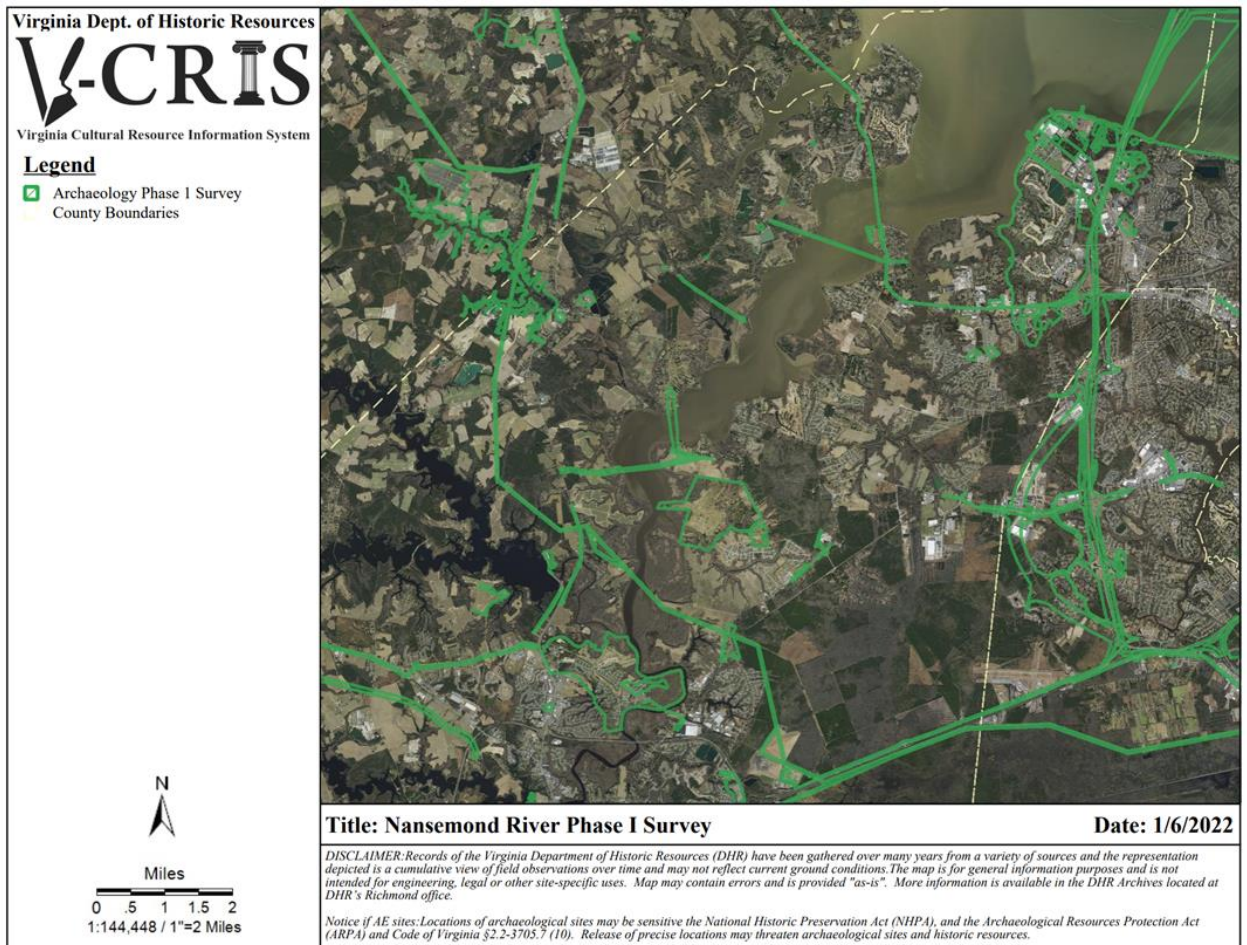 Virginia Dept. of Historic Resources
V-CRIS
Virginia Cultural Resource Information System
Legend
Archaeology Phase 1 Survey
County Boundaries
N
Miles
0 .5 1 1.5 2
1:144,448 / 1"=2 Miles
Title: Nansemond River Phase I Survey
Date: 1/6/2022
DISCLAIMER:Records of the Virginia Department of Historic Resources (DHR) have been gathered over many years from a variety of sources and the representation
depicted is a cumulative view of field observations over time and may not reflect current ground conditions.The map is for general information purposes and is not
intended for engineering, legal or other site-specific uses. Map may contain errors and is provided "as-is". More information is available in the DHR Archives located at
DHR's Richmond office.
Notice if AE sites:Locations of archaeological sites may be sensitive the National Historic Preservation Act (NHPA), and the Archaeological Resources Protection Act
(ARPA) and Code of Virginia §2.2-3705.7 (10). Release of precise locations may threaten archaeological sites and historic resources.